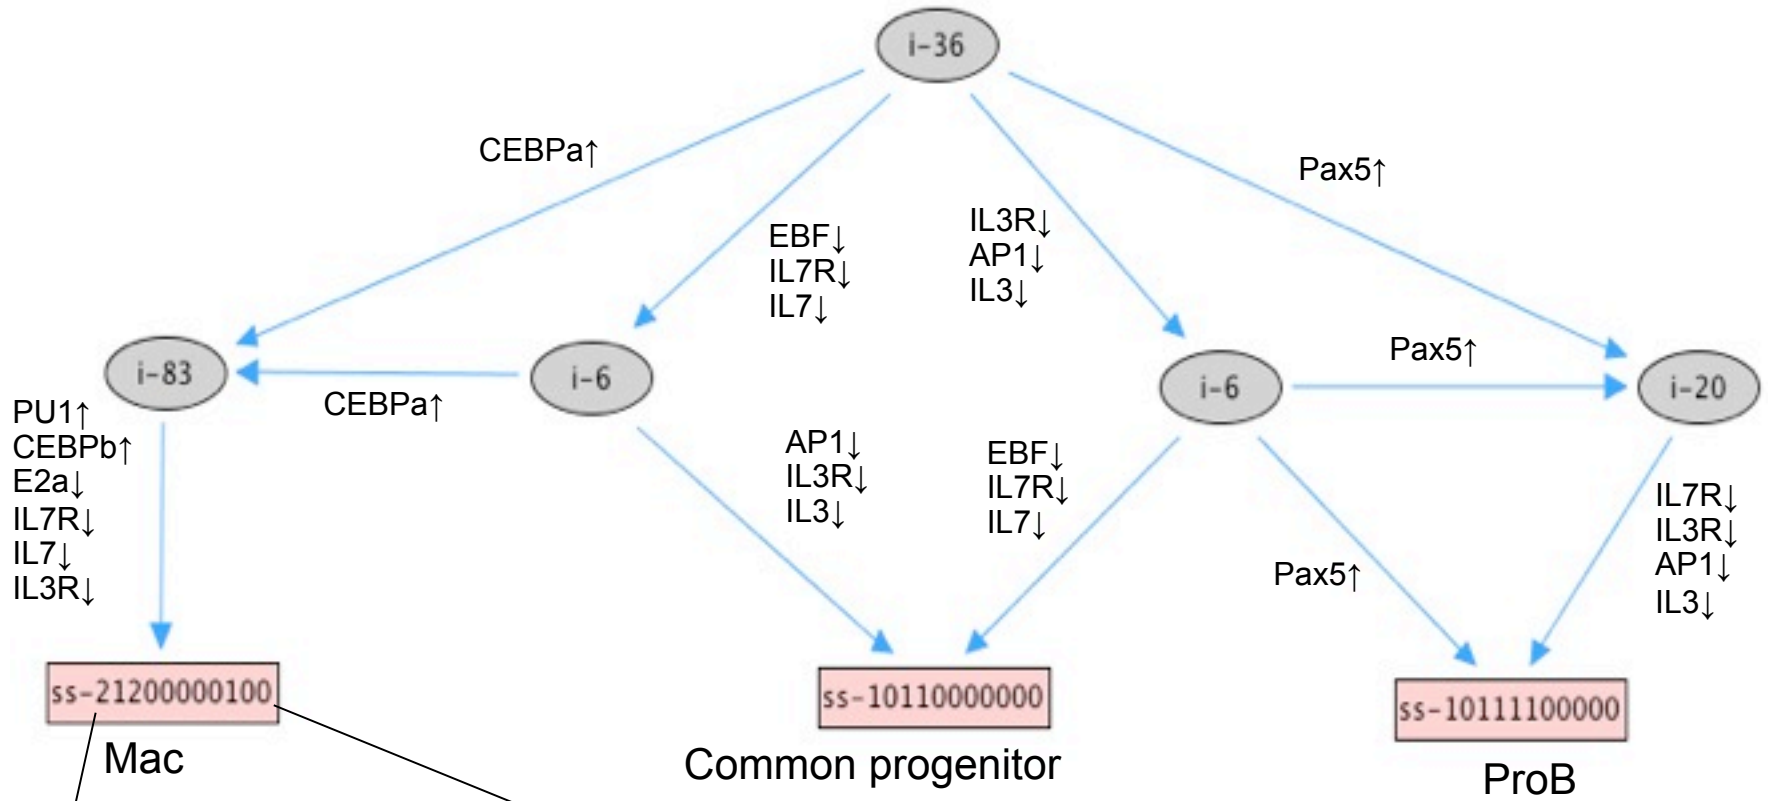 i-36
CEBPa↑
Pax5↑
EBF↓
IL7R↓
IL7↓
IL3R↓
AP1↓
IL3↓
i-83
CEBPa↑
i-6
i-6
Pax5↑
i-20
PU1↑
CEBPb↑
E2a↓
IL7R↓
IL7↓
IL3R↓
AP1↓
IL3R↓
IL3↓
EBF↓
IL7R↓
IL7↓
Pax5↑
IL7R↓
IL3R↓
AP1↓
IL3↓
ss-21200000100
ss-10110000000
ss-10111100000
Mac
Common progenitor
ProB